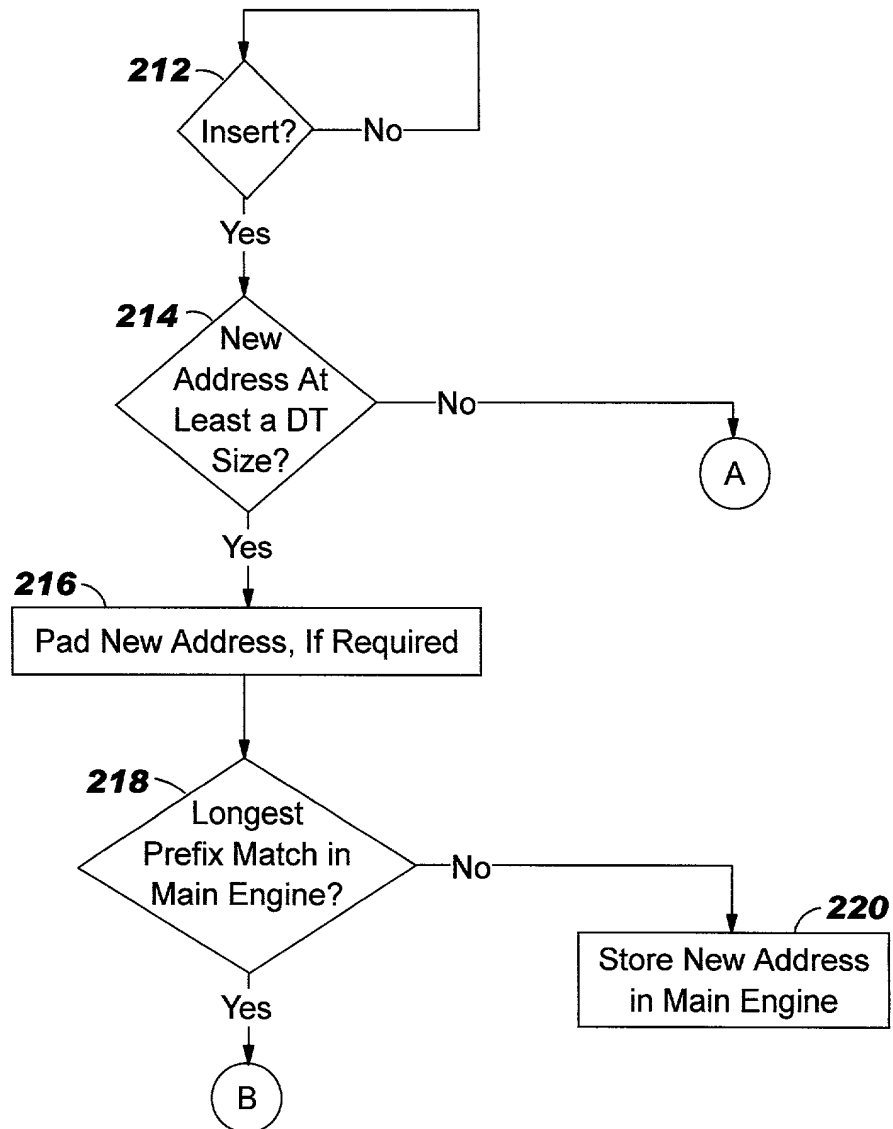 212
Insert?
No
Yes
214
New
Address At
Least a DT
Size?
No
A
Yes
216
Pad New Address, If Required
218
Longest
Prefix Match in
Main Engine?
No
220
Store New Address
in Main Engine
Yes
B